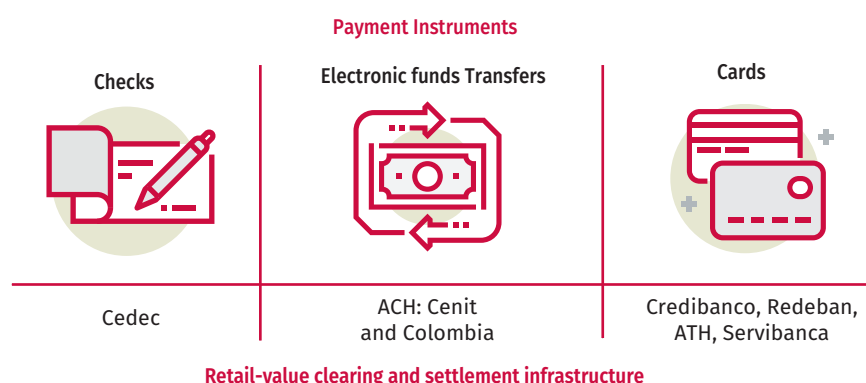 Payment Instruments
Checks
Electronic funds Transfers
Cards
Cedec
ACH: Cenit
and Colombia
Credibanco, Redeban,
ATH, Servibanca
Retail-value clearing and settlement infrastructure